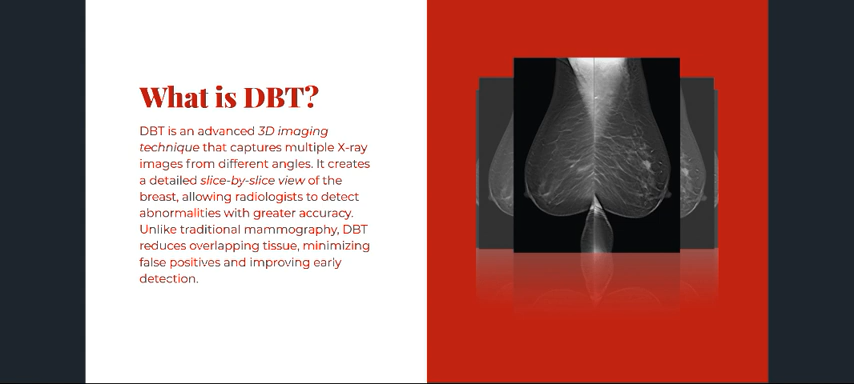 What is DBT?
DBT is an advanced 3D imaging
technique that captures multiple X-ray
images from different angles. It creates
a detailed slice-by-slice view of the
breast, allowing radiologists to detect
abnormalities with greater accuracy.
Unlike traditional mammography, DBT
reduces overlapping tissue, minimizing
false positives and improving early
detection.